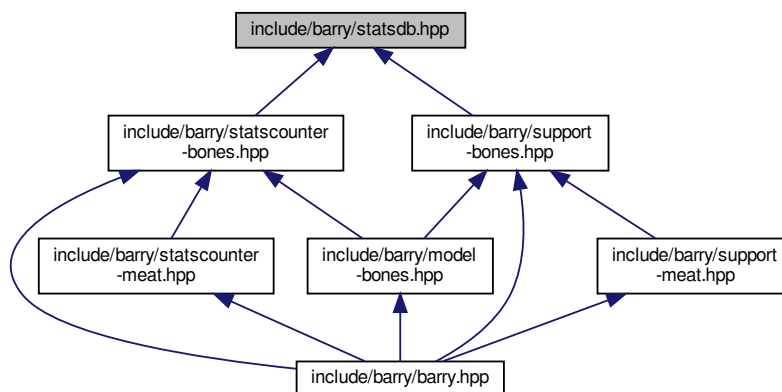 include/barry/statsdb.hpp
include/barry/statscounter
-bones.hpp
include/barry/support
-bones.hpp
include/barry/statscounter
-meat.hpp
include/barry/model
-bones.hpp
include/barry/support
-meat.hpp
include/barry/barry.hpp